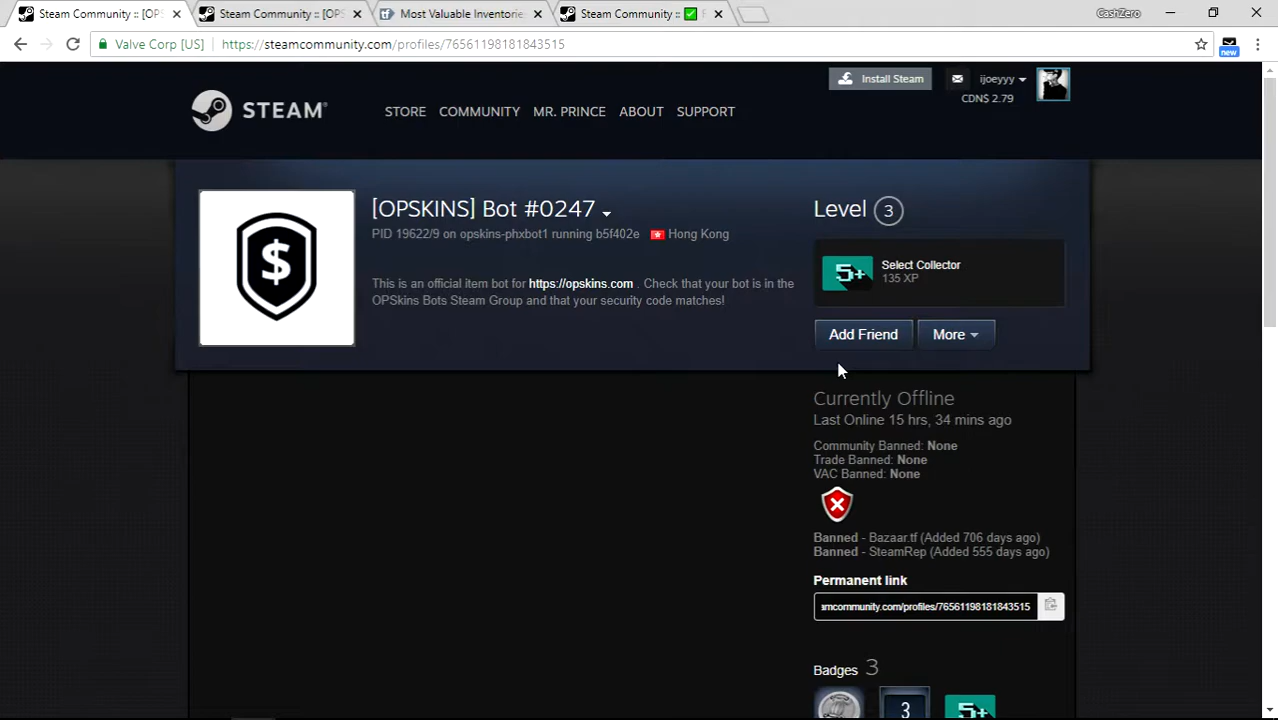 Steam Community :: [OPS
Steam Community :: [OPS
Most Valuable Inventories
Steam Community :: ✅
CashZero
Valve Corp [US]
https://steamcommunity.com/profiles/76561198181843515
new
STEAM®
STORE COMMUNITY MR. PRINCE ABOUT SUPPORT
Install Steam
ijoeyyy
CDN$ 2.79
$
[OPSKINS] Bot #0247
PID 19622/9 on opskins-phxbot1 running b5f402e
Hong Kong
This is an official item bot for https://opskins.com . Check that your bot is in the
OPSkins Bots Steam Group and that your security code matches!
Level 3
5+
Select Collector
135 XP
Add Friend
More
Currently Offline
Last Online 15 hrs, 34 mins ago
Community Banned: None
Trade Banned: None
VAC Banned: None
Banned - Bazaar.tf (Added 706 days ago)
Banned - SteamRep (Added 555 days ago)
Permanent link
mcommunity.com/profiles/76561198181843515
Badges 3
3
5+